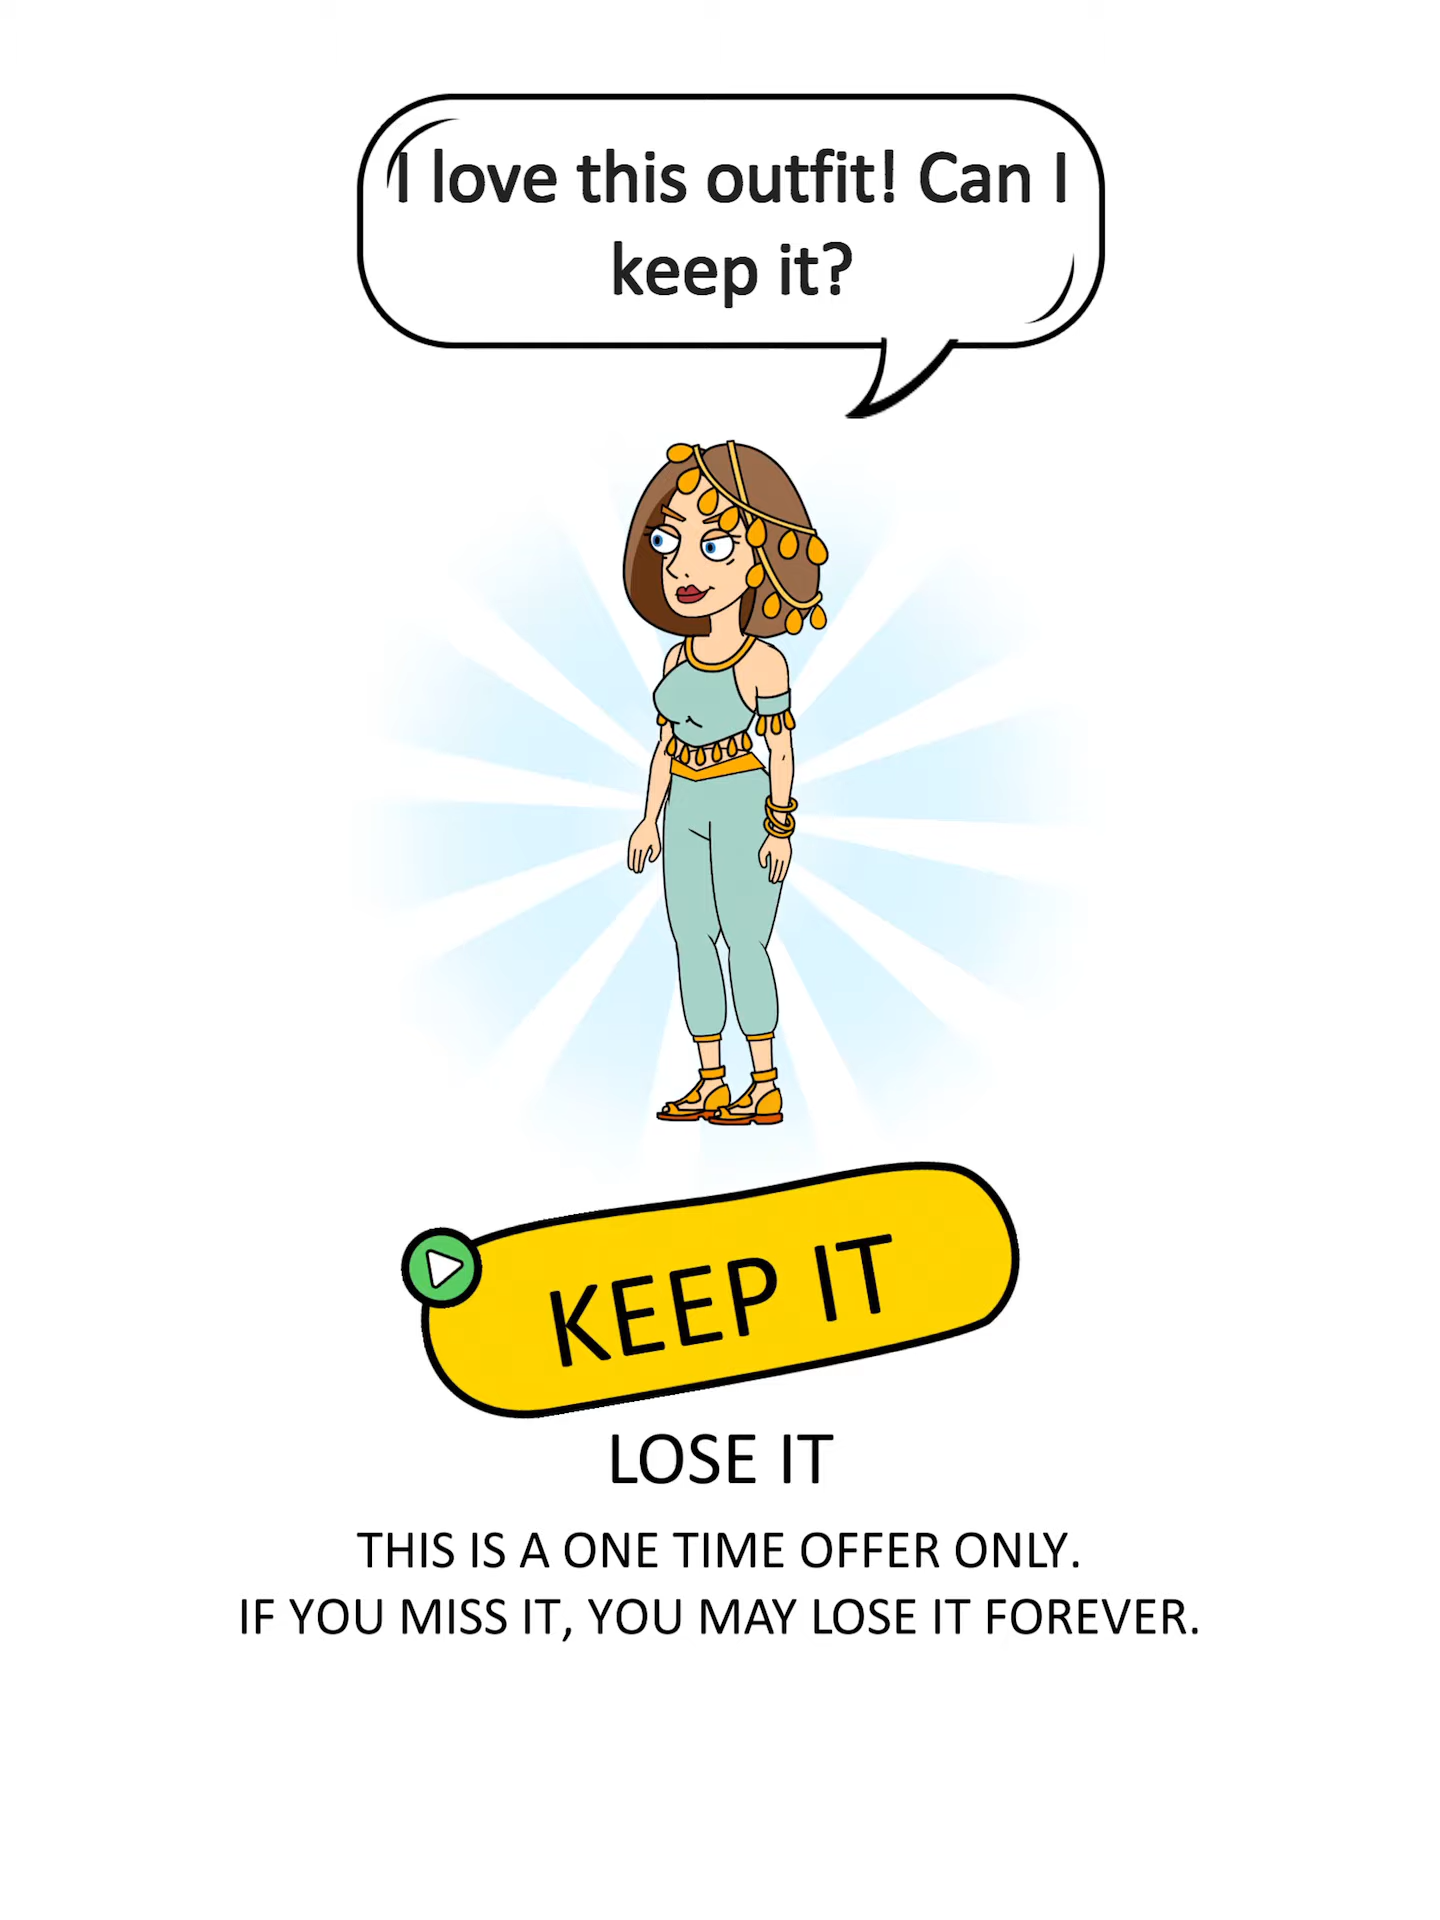 I love this outfit! Can I
keep it?
KEEP IT
LOSE IT
THIS IS A ONE TIME OFFER ONLY.
IF YOU MISS IT, YOU MAY LOSE IT FOREVER.